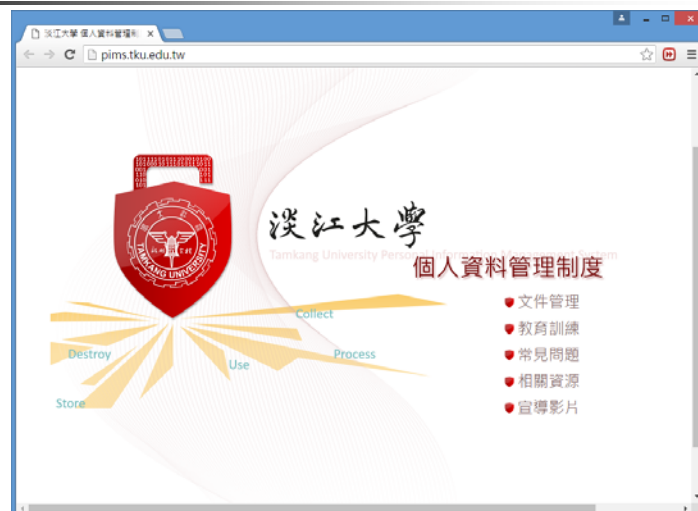 淡江大學 個人資料管理制
pims.tku.edu.tw
TAMKANG UNIVERSITY
淡江大學
Tamkang University Personal Information Management System
個人資料管理制度
文件管理
教育訓練
常見問題
相關資源
宣導影片
Collect
Process
Use
Destroy
Store